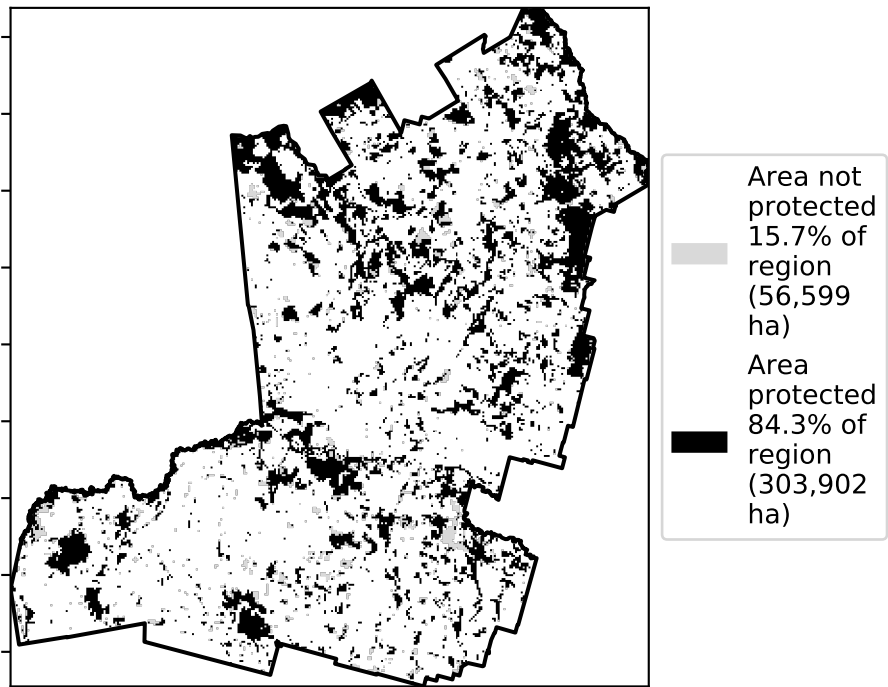 Area not
protected
15.7% of
region
(56,599
ha)
Area
protected
84.3% of
region
(303,902
ha)